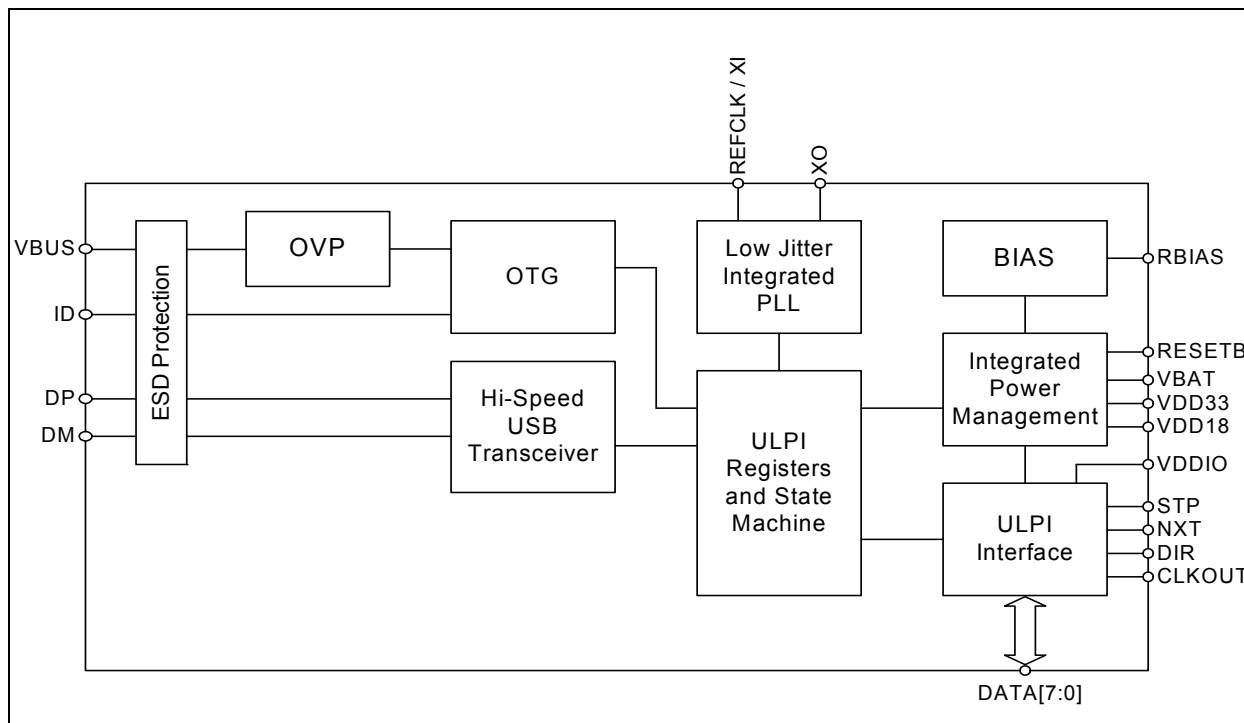 REFCLK / XI
XO
VBUS
ID
DP
DM
ESD Protection
OVP
OTG
Hi-Speed
USB
Transceiver
Low Jitter
Integrated
PLL
ULPI
Registers
and State
Machine
BIAS
Integrated
Power
Management
ULPI
Interface
RBIAS
RESETB
VBAT
VDD33
VDD18
VDDIO
STP
NXT
DIR
CLKOUT
DATA[7:0]